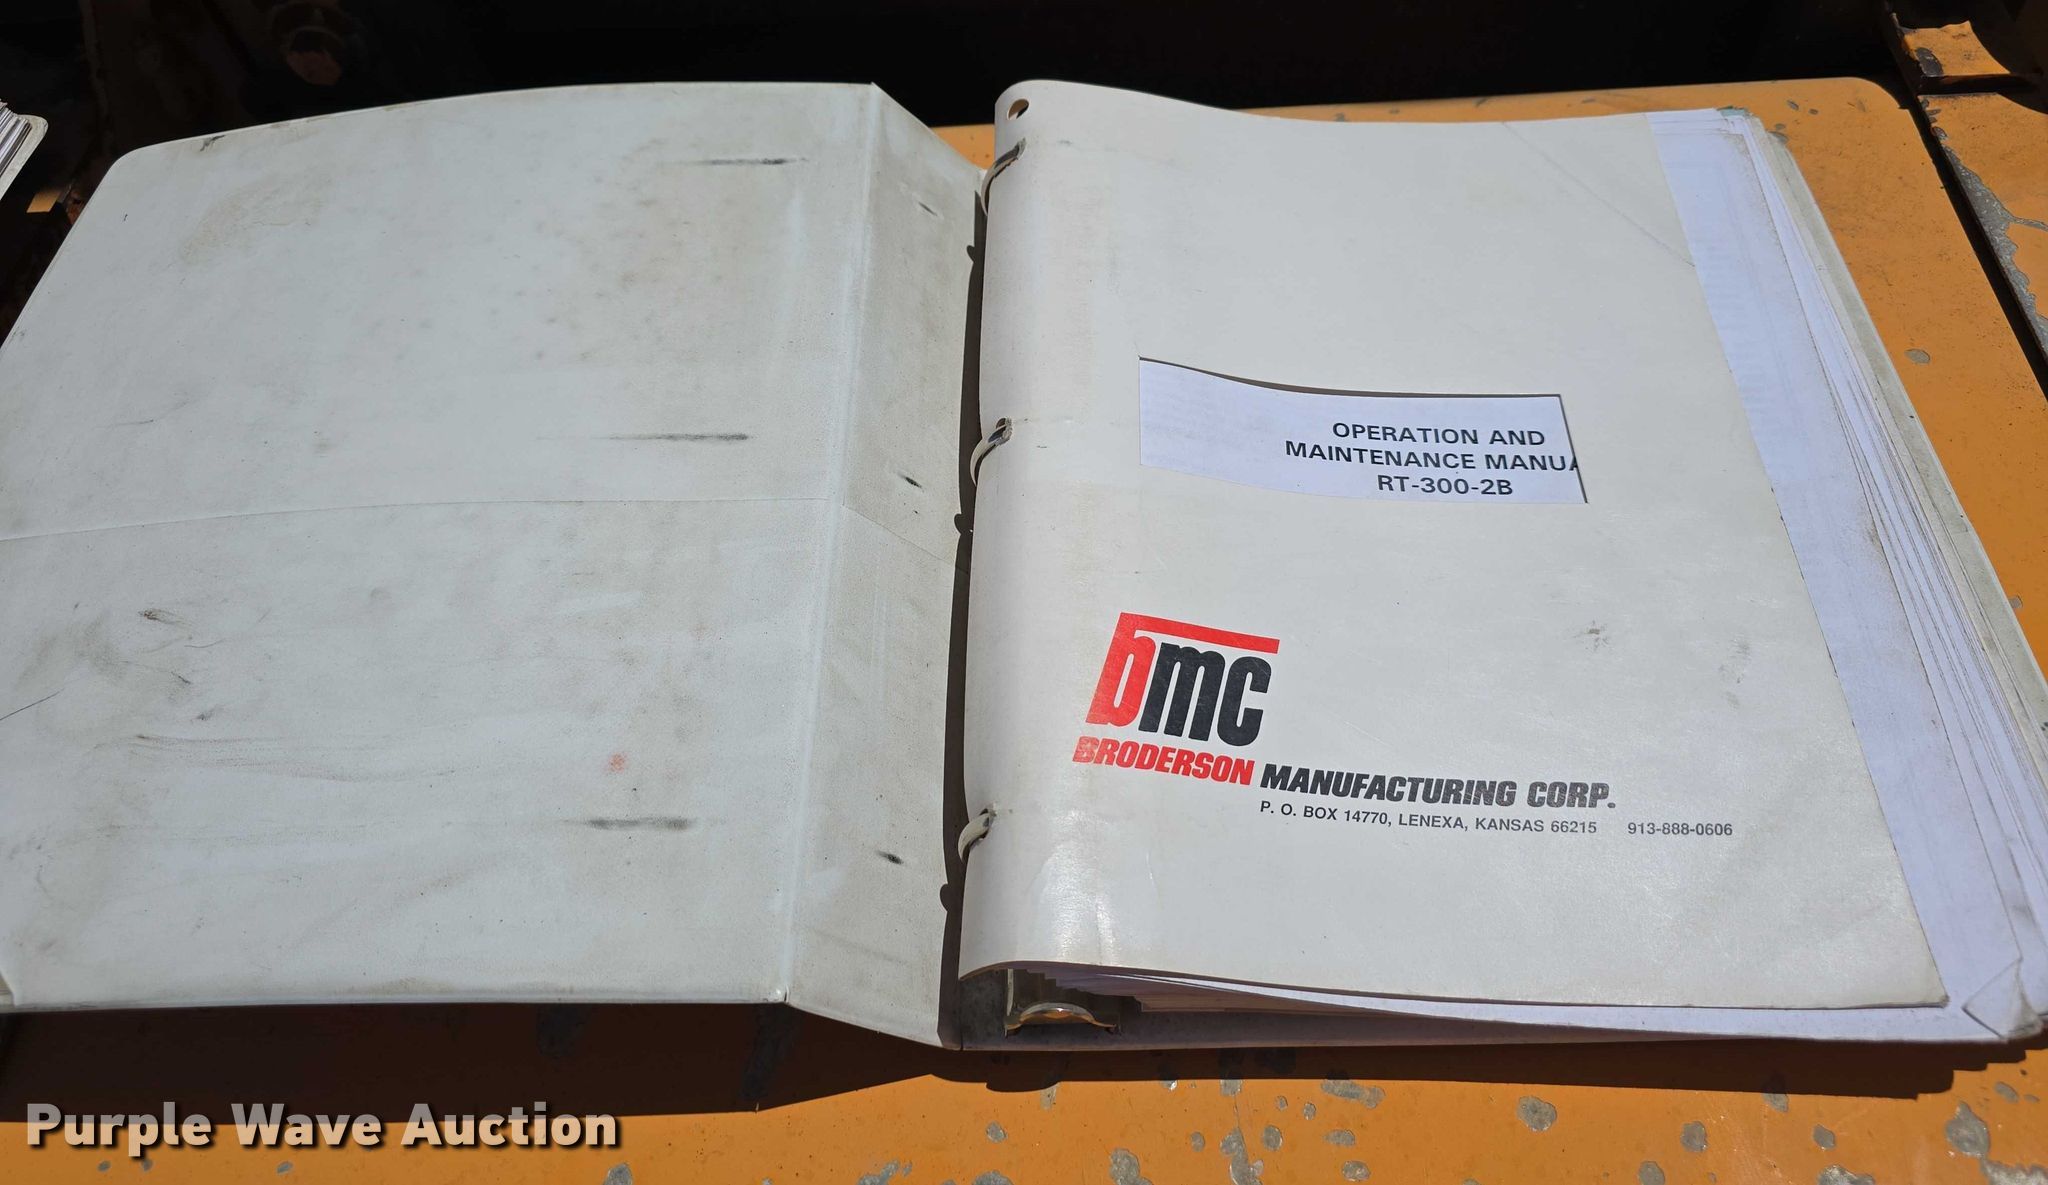 OPERATION AND
MAINTENANCE MANUA
RT-300-2B
bmc
BRODERSON MANUFACTURING CORP.
P. O. BOX 14770, LENEXA, KANSAS 66215 913-888-0606
Purple Wave Auction